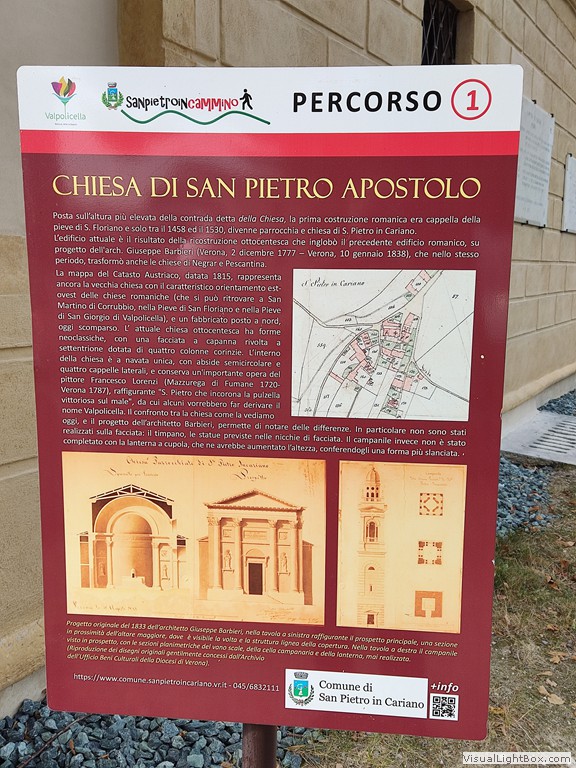 Valpolicella
SANPIETROINCAMMINO
PERCORSO 1
CHIESA DI SAN PIETRO APOSTOLO
Posta sull'altura più elevata della contrada detta della Chiesa, la prima costruzione romanica era cappella della
pieve di S. Floriano e solo tra il 1458 ed il 1530, divenne parrocchia e chiesa di S. Pietro in Cariano.
L'edificio attuale è il risultato della ricostruzione ottocentesca che inglobò il precedente edificio romanico, su
progetto dell'arch. Giuseppe Barbieri (Verona, 2 dicembre 1777 – Verona, 10 gennaio 1838), che nello stesso
periodo, trasformò anche le chiese di Negrar e Pescantina.
La mappa del Catasto Austriaco, datata 1815, rappresenta
ancora la vecchia chiesa con il caratteristico orientamento est-
ovest delle chiese romaniche (che si può ritrovare a San
Martino di Corrubbio, nella Pieve di San Floriano e nella Pieve
di San Giorgio di Valpolicella), e un fabbricato posto a nord,
oggi scomparso. L' attuale chiesa ottocentesca ha forme
neoclassiche, con una facciata a capanna rivolta a
settentrione dotata di quattro colonne corinzie. L'interno
della chiesa è a navata unica, con abside semicircolare e
quattro cappelle laterali, e conserva un'importante opera del
pittore Francesco Lorenzi (Mazzurega di Fumane 1720-
Verona 1787), raffigurante "S. Pietro che incorona la pulzella
vittoriosa sul male", da cui alcuni vorrebbero far derivare il
nome Valpolicella. Il confronto tra la chiesa come la vediamo
oggi, e il progetto dell'architetto Barbieri, permette di notare delle differenze. In particolare non sono stati
realizzati sulla facciata: il timpano, le statue previste nelle nicchie di facciata. Il campanile invece non è stato
completato con la lanterna a cupola, che ne avrebbe aumentato l'altezza, conferendogli una forma più slanciata.
S. Pietro in Cariano
Progetto originale del 1833 dell'architetto Giuseppe Barbieri, nella tavola a sinistra raffigurante il prospetto principale, una sezione
in prossimità dell'altare maggiore, dove è visibile la volta e la struttura lignea della copertura. Nella tavola a destra il campanile
visto in prospetto, con le sezioni planimetriche del vano scale, della cella campanaria e della lanterna, mai realizzata.
(Riproduzione dei disegni originali gentilmente concessi dall'Archivio
dell'Ufficio Beni Culturali della Diocesi di Verona).
https://www.comune.sanpietroincariano.vr.it - 045/6832111
Comune di
San Pietro in Cariano
+info
VisualLightBox.com